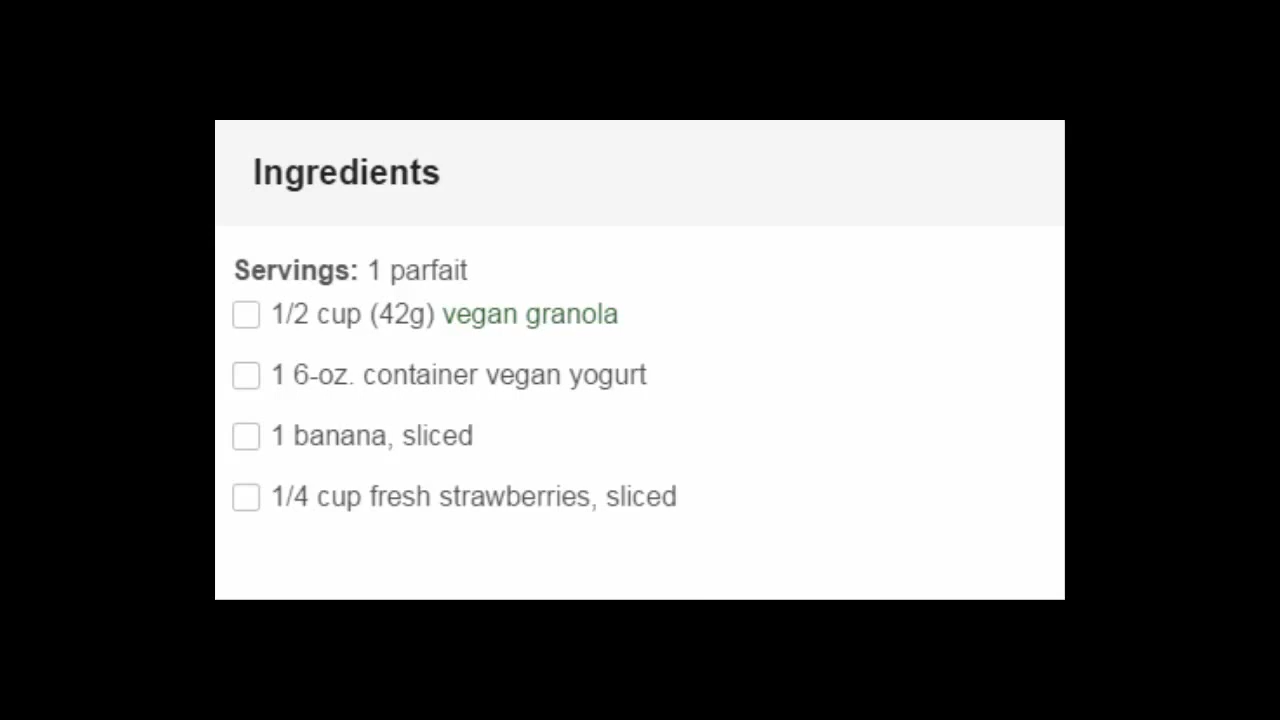 Ingredients
Servings: 1 parfait
1/2 cup (42g) vegan granola
1 6-oz. container vegan yogurt
1 banana, sliced
1/4 cup fresh strawberries, sliced